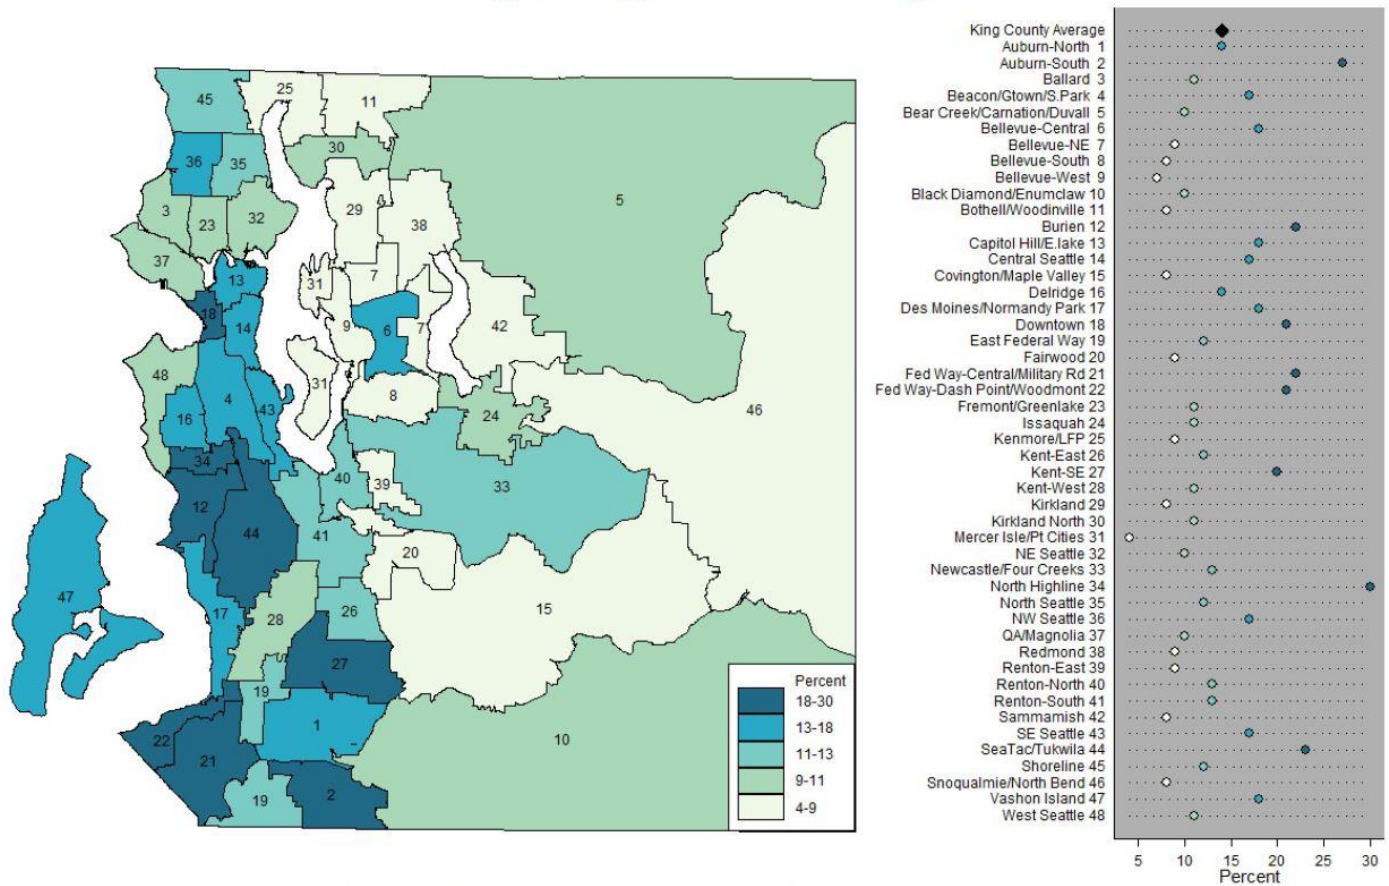 45
25
11
36
35
30
5
3
23
32
29
38
37
13
31
7
18
14
9
6
7
42
48
4
31
8
46
16
43
24
34
40
39
33
12
44
41
20
47
17
28
26
15
27
19
1
10
22
21
19
2
Percent
18-30
13-18
11-13
9-11
4-9
King County Average
Auburn-North 1
Auburn-South 2
Ballard 3
Beacon/Gtown/S.Park 4
Bear Creek/Carnation/Duvall 5
Bellevue-Central 6
Bellevue-NE 7
Bellevue-South 8
Bellevue-West 9
Black Diamond/Enumclaw 10
Bothell/Woodinville 11
Burien 12
Capitol Hill/E.lake 13
Central Seattle 14
Covington/Maple Valley 15
Delridge 16
Des Moines/Normandy Park 17
Downtown 18
East Federal Way 19
Fairwood 20
Fed Way-Central/Military Rd 21
Fed Way-Dash Point/Woodmont 22
Fremont/Greenlake 23
Issaquah 24
Kenmore/LFP 25
Kent-East 26
Kent-SE 27
Kent-West 28
Kirkland 29
Kirkland North 30
Mercer Isle/Pt Cities 31
NE Seattle 32
Newcastle/Four Creeks 33
North Highline 34
North Seattle 35
NW Seattle 36
QA/Magnolia 37
Redmond 38
Renton-East 39
Renton-North 40
Renton-South 41
Sammamish 42
SE Seattle 43
SeaTac/Tukwila 44
Shoreline 45
Snoqualmie/North Bend 46
Vashon Island 47
West Seattle 48
5 10 15 20 25 30
Percent